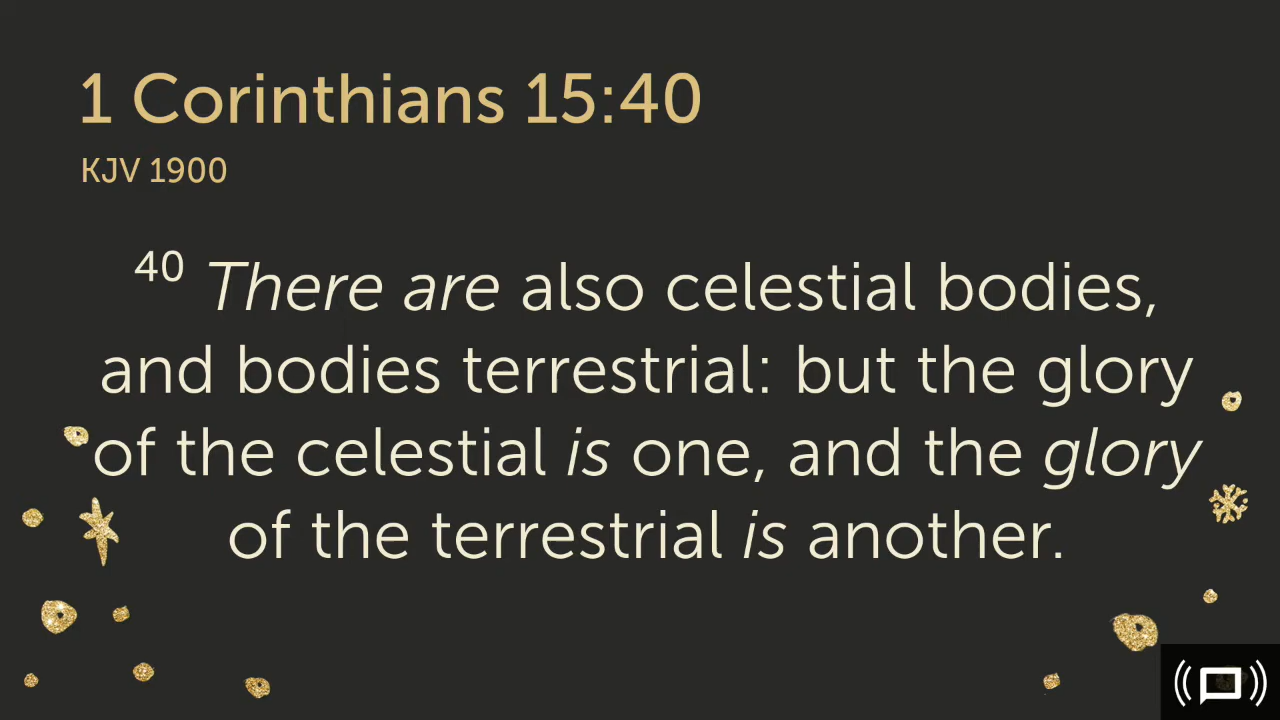 1 Corinthians 15:40
KJV 1900
40 There are also celestial bodies,
and bodies terrestrial: but the glory
of the celestial is one, and the glory
of the terrestrial is another.